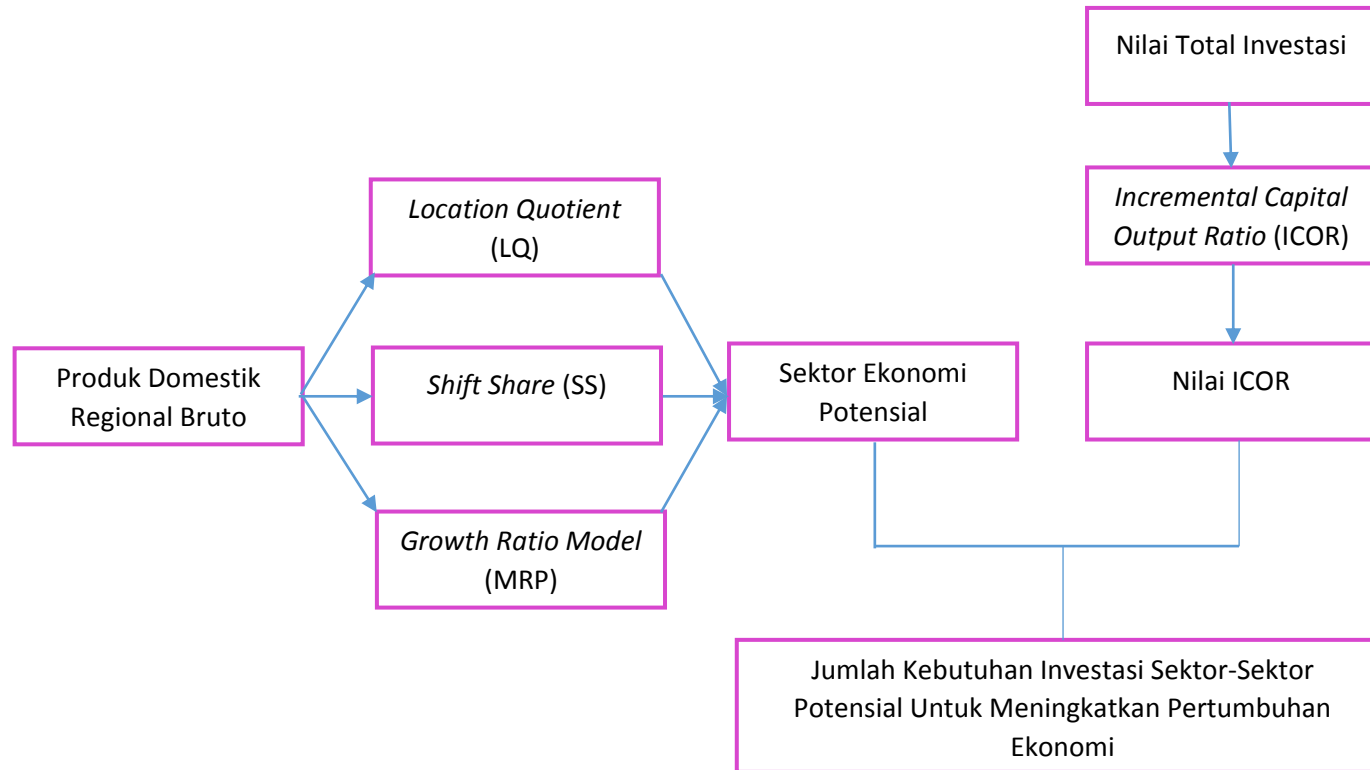 Nilai Total Investasi
Incremental Capital
Output Ratio (ICOR)
Location Quotient
(LQ)
Produk Domestik
Regional Bruto
Shift Share (SS)
Sektor Ekonomi
Potensial
Nilai ICOR
Growth Ratio Model
(MRP)
Jumlah Kebutuhan Investasi Sektor-Sektor
Potensial Untuk Meningkatkan Pertumbuhan
Ekonomi